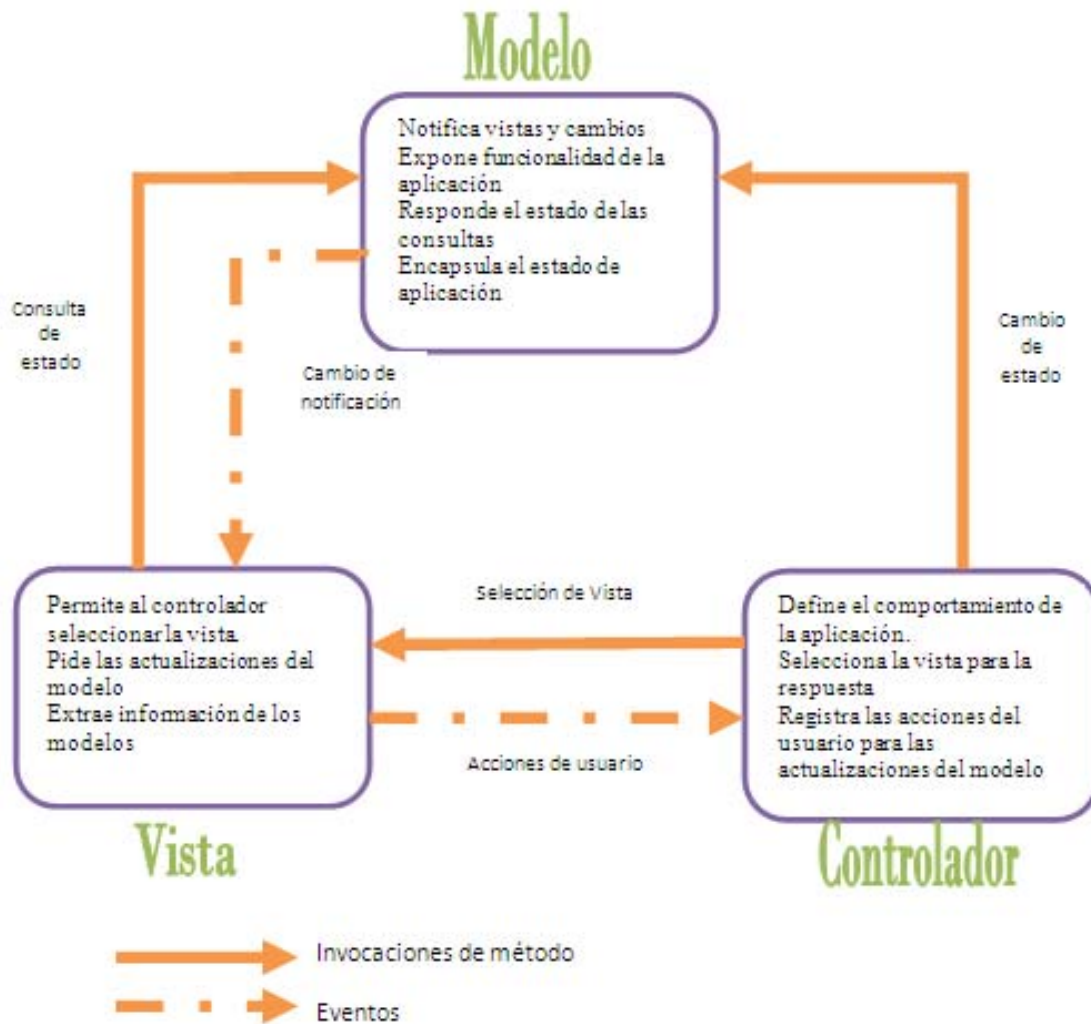 Modelo
Notifica vistas y cambios
Expone funcionalidad de la
aplicación
Responde el estado de las
consultas
Encapsula el estado de
aplicación
Consulta
de
estado
Cambio de
notificación
Cambio
de
estado
Permite al controlador
seleccionar la vista
Pide las actualizaciones del
modelo
Extrae información de los
modelos
Vista
Selección de Vista
Acciones de usuario
Define el comportamiento de
la aplicación.
Selecciona la vista para la
respuesta
Registra las acciones del
usuario para las
actualizaciones del modelo
Controlador
Invocaciones de método
Eventos